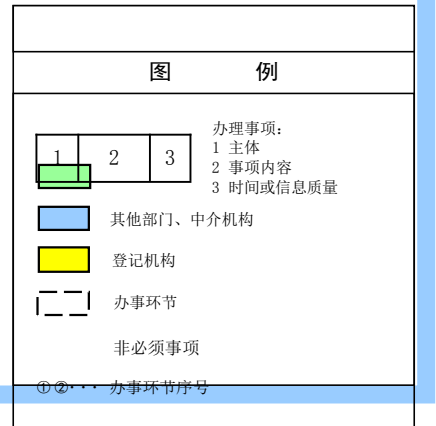 图 例
1 2 3
办理事项：
1 主体
2 事项内容
3 时间或信息质量
其他部门、中介机构
登记机构
办事环节
非必须事项
①②··· 办事环节序号